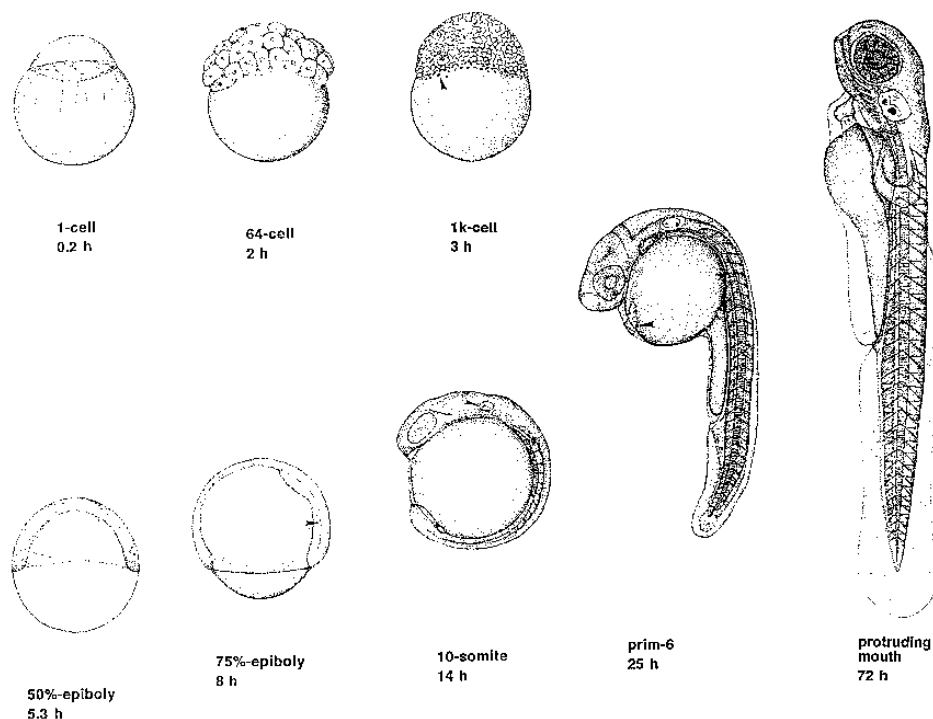 1-cell
0.2 h
64-cell
2 h
1k-cell
3 h
50%-epiboly
5.3 h
75%-epiboly
8 h
10-somite
14 h
prim-6
25 h
protruding
mouth
72 h